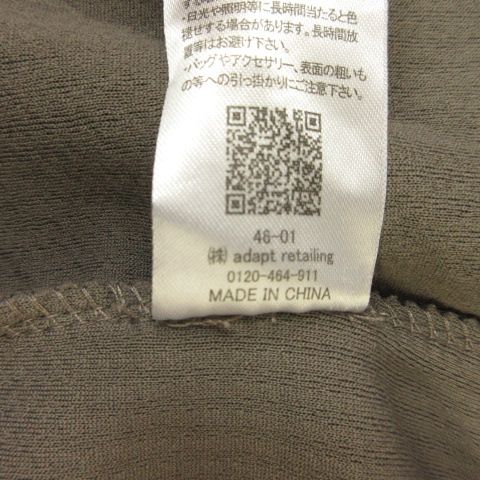 する時
・日光や照明等に長時間当たると色
褪せする場合があります。長時間放
置等はお避け下さい。
・バッグやアクセサリー、表面の粗いも
の等への引っ掛かりにご注意下さい。
46-01
㈱ adapt retailing
0120-464-911
MADE IN CHINA